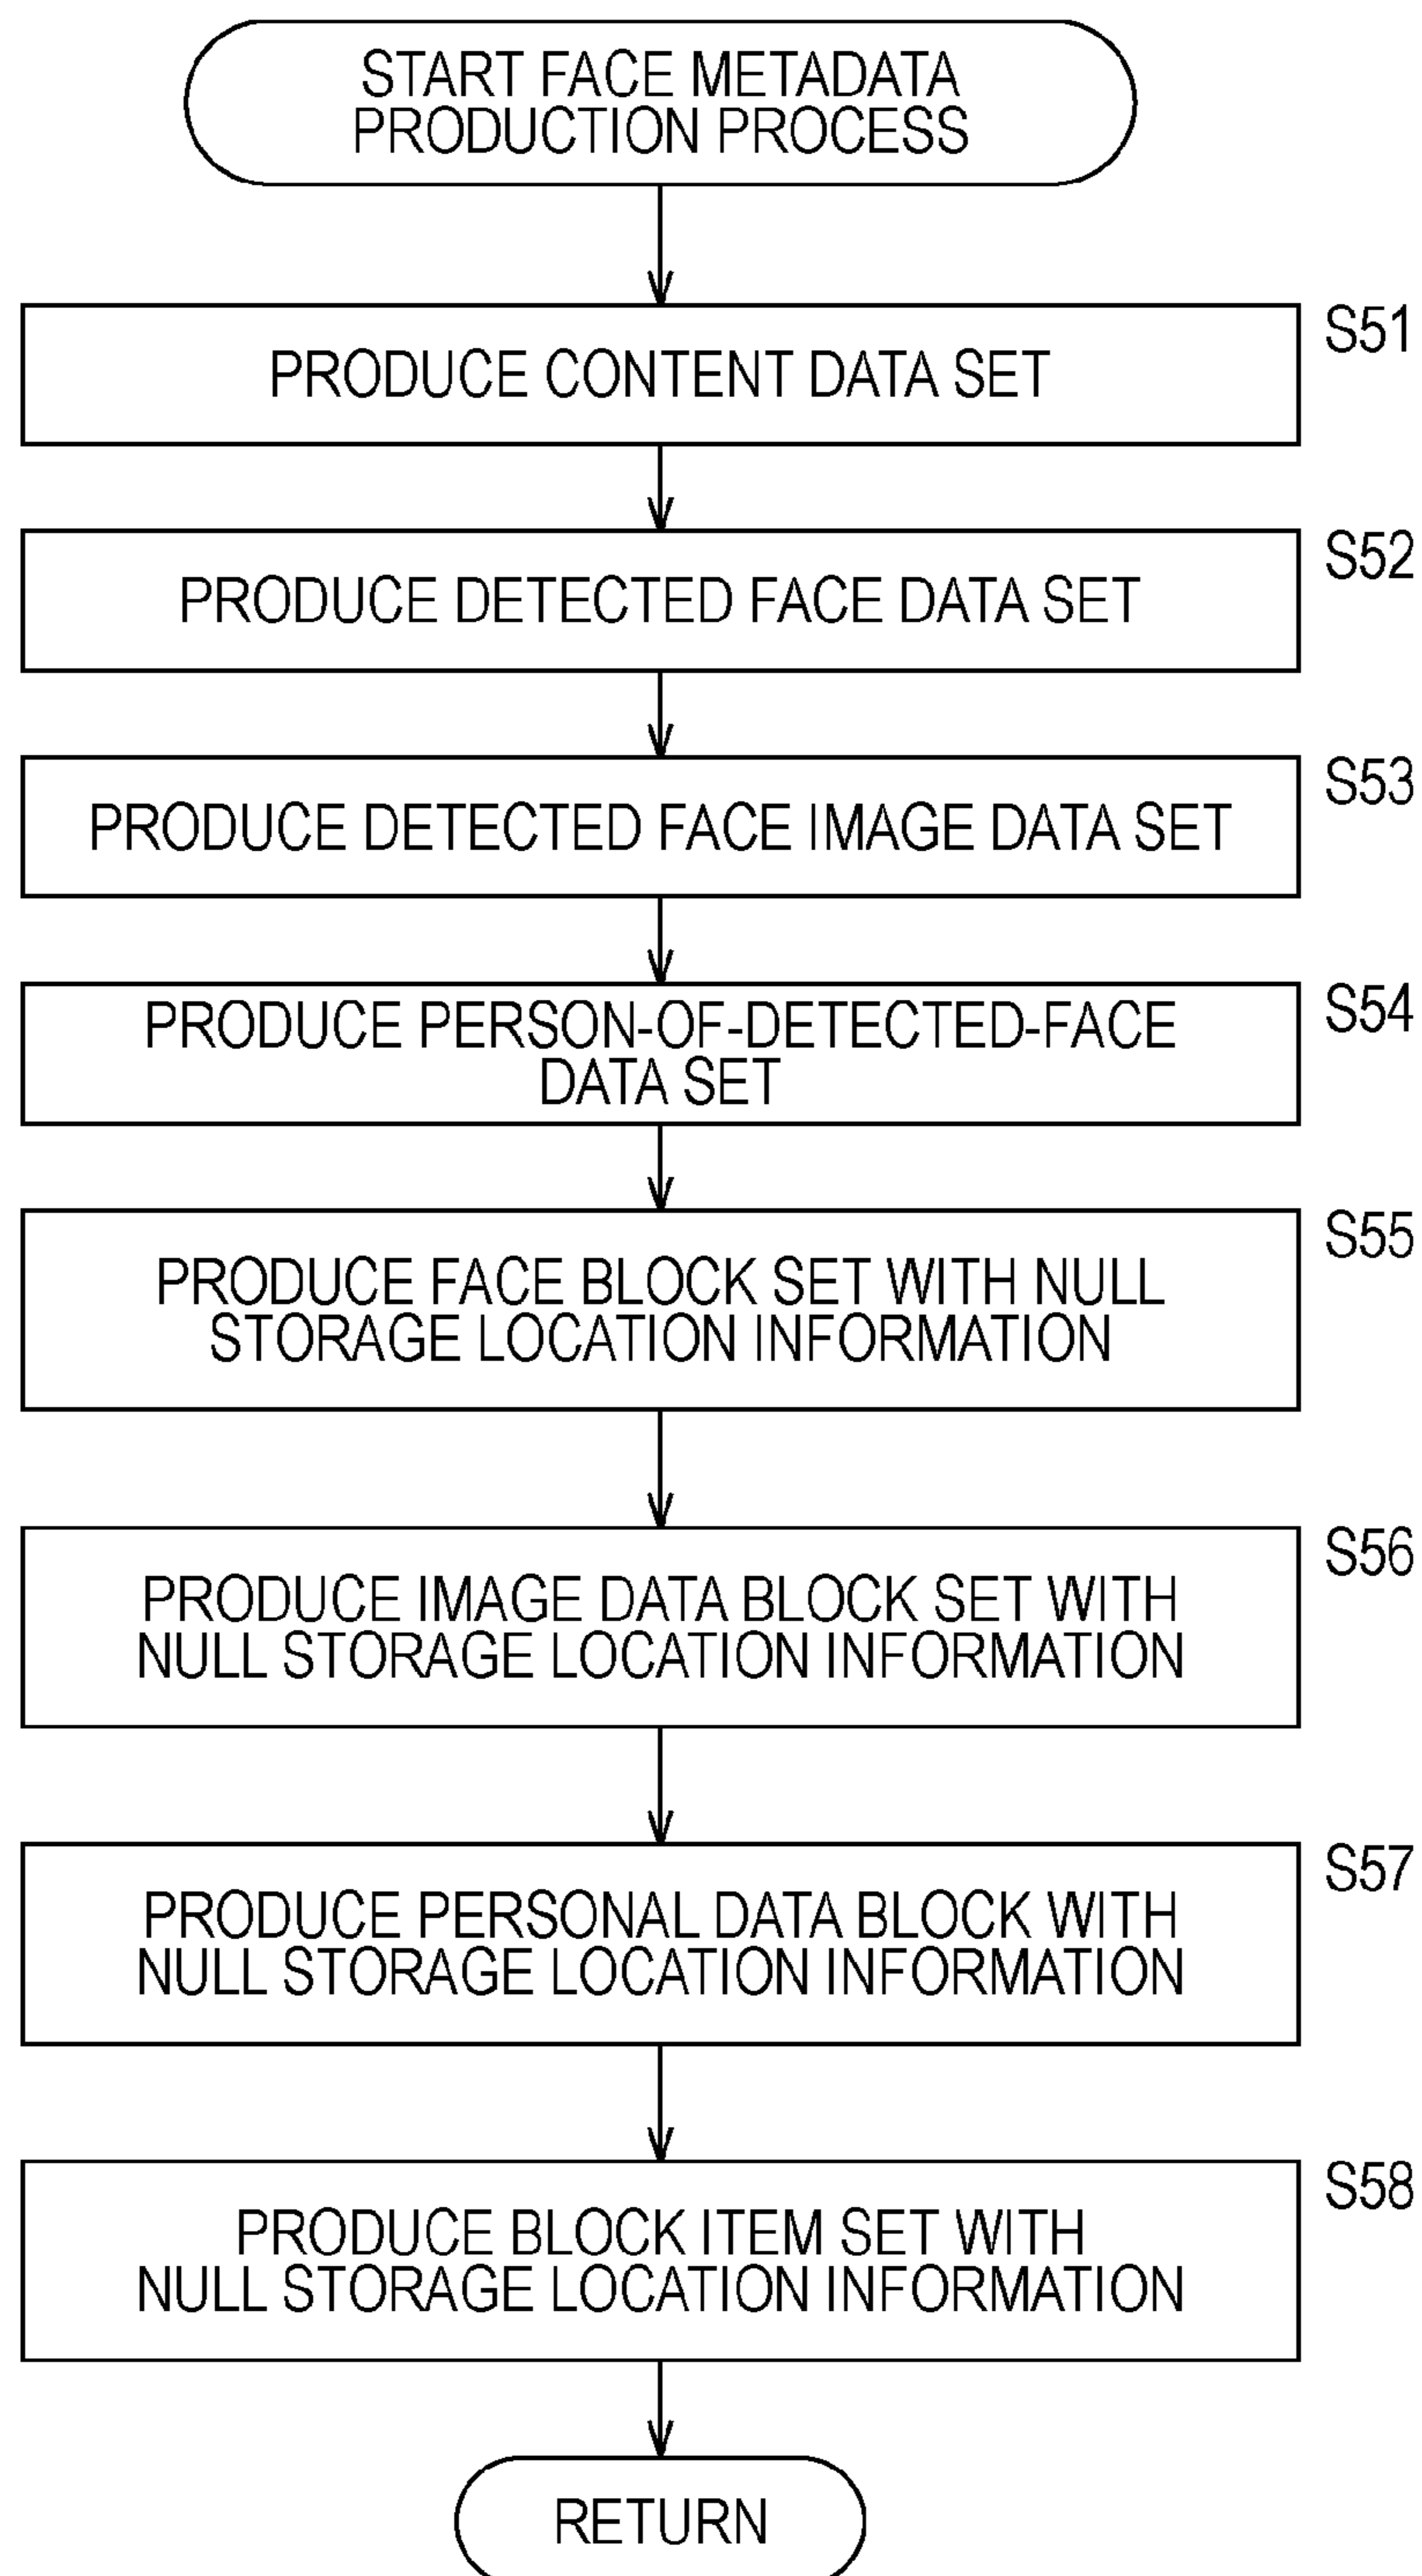 START FACE METADATA
PRODUCTION PROCESS
S51
PRODUCE CONTENT DATA SET
S52
PRODUCE DETECTED FACE DATA SET
S53
PRODUCE DETECTED FACE IMAGE DATA SET
S54
PRODUCE PERSON-OF-DETECTED-FACE
DATA SET
S55
PRODUCE FACE BLOCK SET WITH NULL
STORAGE LOCATION INFORMATION
S56
PRODUCE IMAGE DATA BLOCK SET WITH
NULL STORAGE LOCATION INFORMATION
S57
PRODUCE PERSONAL DATA BLOCK WITH
NULL STORAGE LOCATION INFORMATION
S58
PRODUCE BLOCK ITEM SET WITH
NULL STORAGE LOCATION INFORMATION
RETURN